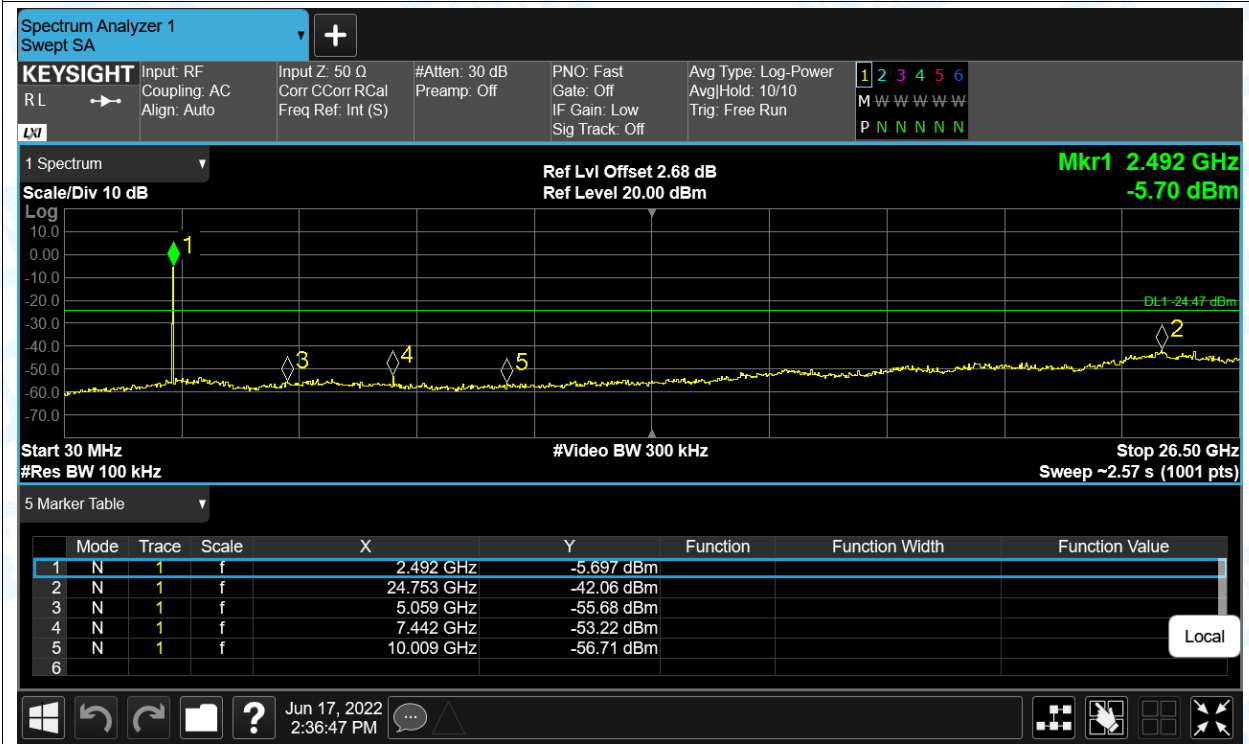 Spectrum Analyzer 1
Swept SA
KEYSIGHT
R L
LXI
Input: RF
Coupling: AC
Align: Auto
Input Z: 50 Ω
Corr CCorr RCal
Freq Ref: Int (S)
#Atten: 30 dB
Preamp: Off
PNO: Fast
Gate: Off
IF Gain: Low
Sig Track: Off
Avg Type: Log-Power
Avg|Hold: 10/10
Trig: Free Run
1 2 3 4 5 6
M W W W W W
P N N N N N
1 Spectrum
Scale/Div 10 dB
Ref Lvl Offset 2.68 dB
Ref Level 20.00 dBm
Mkr1 2.492 GHz
-5.70 dBm
Log
10.0
0.00
-10.0
-20.0
-30.0
-40.0
-50.0
-60.0
-70.0
1
DL1 -24.47 dBm
2
3
4
5
Start 30 MHz
#Res BW 100 kHz
#Video BW 300 kHz
Stop 26.50 GHz
Sweep ~2.57 s (1001 pts)
5 Marker Table
Mode Trace Scale X Y Function Function Width Function Value
1 N 1 f 2.492 GHz -5.697 dBm
2 N 1 f 24.753 GHz -42.06 dBm
3 N 1 f 5.059 GHz -55.68 dBm
4 N 1 f 7.442 GHz -53.22 dBm
5 N 1 f 10.009 GHz -56.71 dBm
6
Local
?
Jun 17, 2022
2:36:47 PM